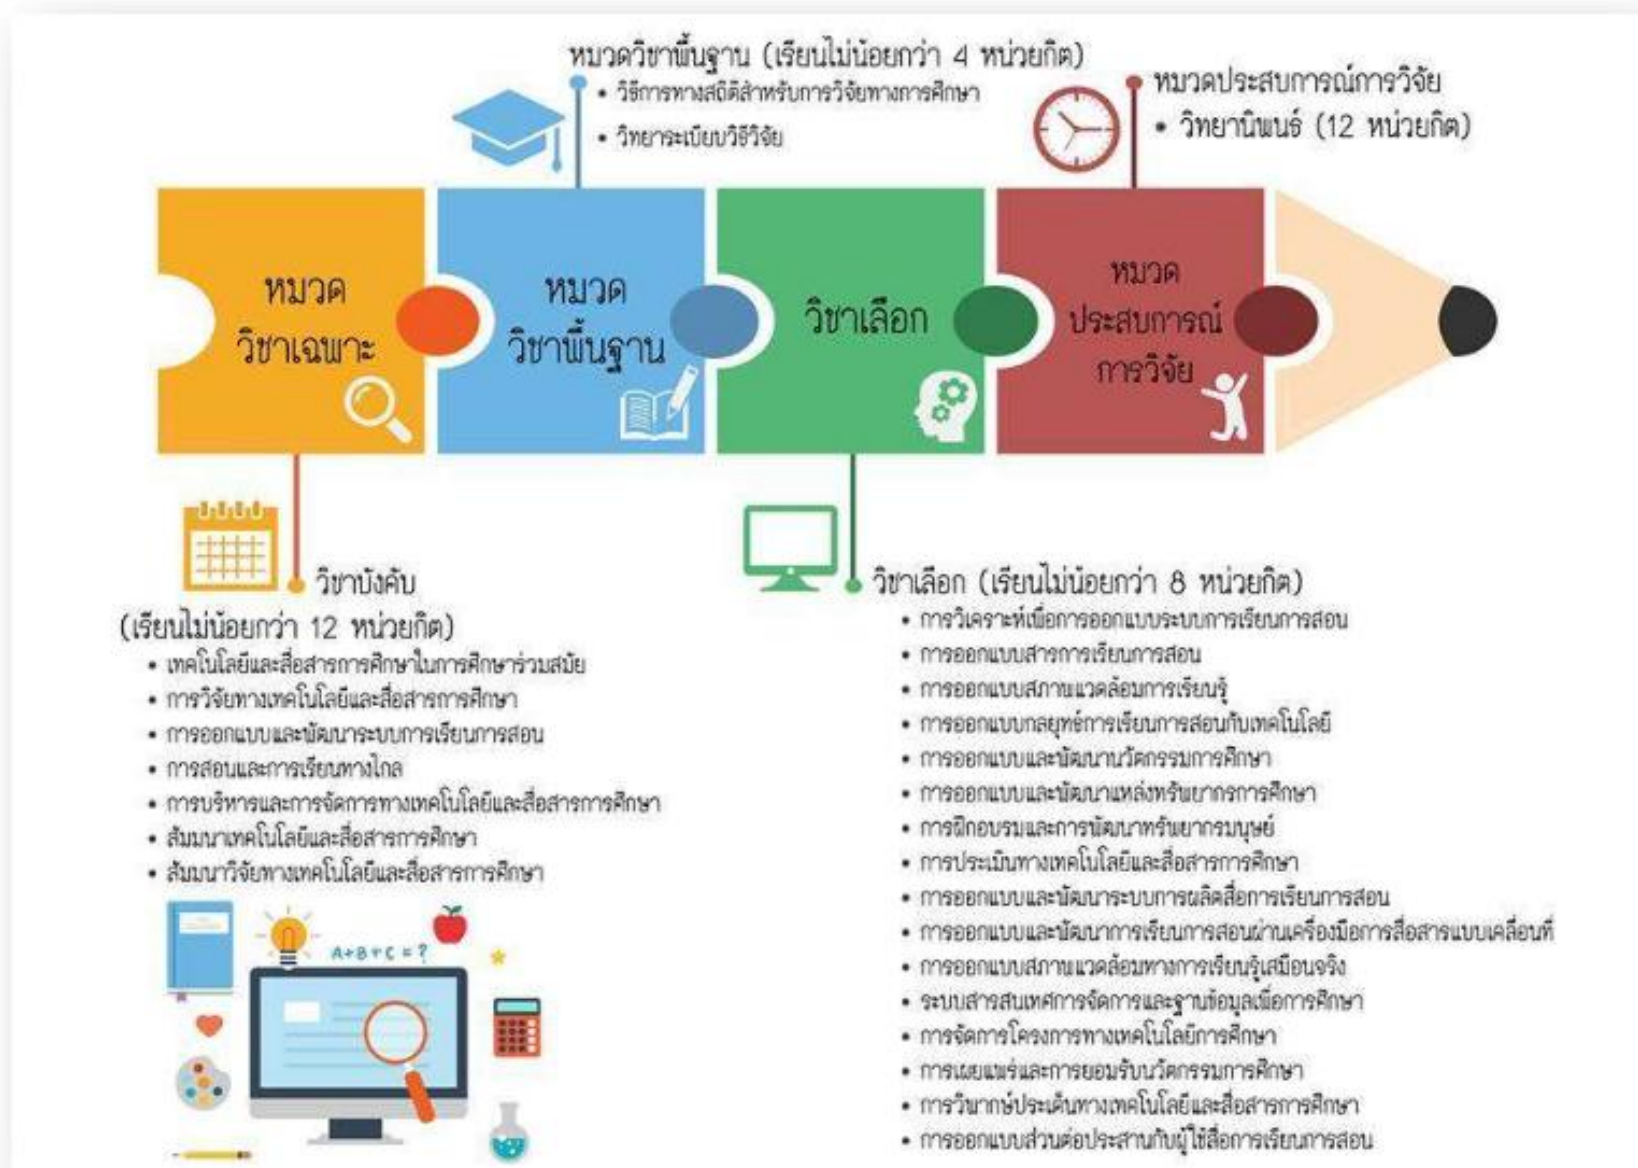 หมวดวิชาพื้นฐาน (เรียนไม่น้อยกว่า 4 หน่วยกิต)
• วิธีการทางสถิติสำหรับการวิจัยทางการศึกษา
• วิทยาระเบียบวิธีวิจัย
หมวดประสบการณ์การวิจัย
• วิทยานิพนธ์ (12 หน่วยกิต)
หมวด
วิชาเฉพาะ
หมวด
วิชาพื้นฐาน
วิชาเลือก
หมวด
ประสบการณ์
การวิจัย
วิชาบังคับ
(เรียนไม่น้อยกว่า 12 หน่วยกิต)
• เทคโนโลยีและสื่อสารการศึกษาในการศึกษาร่วมสมัย
• การวิจัยทางเทคโนโลยีและสื่อสารการศึกษา
• การออกแบบและพัฒนาระบบการเรียนการสอน
• การสอนและการเรียนทางไกล
• การบริหารและการจัดการทางเทคโนโลยีและสื่อสารการศึกษา
• สัมมนาเทคโนโลยีและสื่อสารการศึกษา
• สัมมนาวิจัยทางเทคโนโลยีและสื่อสารการศึกษา
A+B+C=?
วิชาเลือก (เรียนไม่น้อยกว่า 8 หน่วยกิต)
• การวิเคราะห์เพื่อการออกแบบระบบการเรียนการสอน
• การออกแบบสารการเรียนการสอน
• การออกแบบสภาพแวดล้อมการเรียนรู้
• การออกแบบกลยุทธ์การเรียนการสอนกับเทคโนโลยี
• การออกแบบและพัฒนานวัตกรรมการศึกษา
• การออกแบบและพัฒนาแหล่งทรัพยากรการศึกษา
• การฝึกอบรมและการพัฒนาทรัพยากรมนุษย์
• การประเมินทางเทคโนโลยีและสื่อสารการศึกษา
• การออกแบบและพัฒนาระบบการผลิตสื่อการเรียนการสอน
• การออกแบบและพัฒนาการเรียนการสอนผ่านเครื่องมือการสื่อสารแบบเคลื่อนที่
• การออกแบบสภาพแวดล้อมทางการเรียนรู้เสมือนจริง
• ระบบสารสนเทศการจัดการและฐานข้อมูลเพื่อการศึกษา
• การจัดการโครงการทางเทคโนโลยีการศึกษา
• การเผยแพร่และการยอมรับนวัตกรรมการศึกษา
• การวิพากษ์ประเด็นทางเทคโนโลยีและสื่อสารการศึกษา
• การออกแบบส่วนต่อประสานกับผู้ใช้สื่อการเรียนการสอน